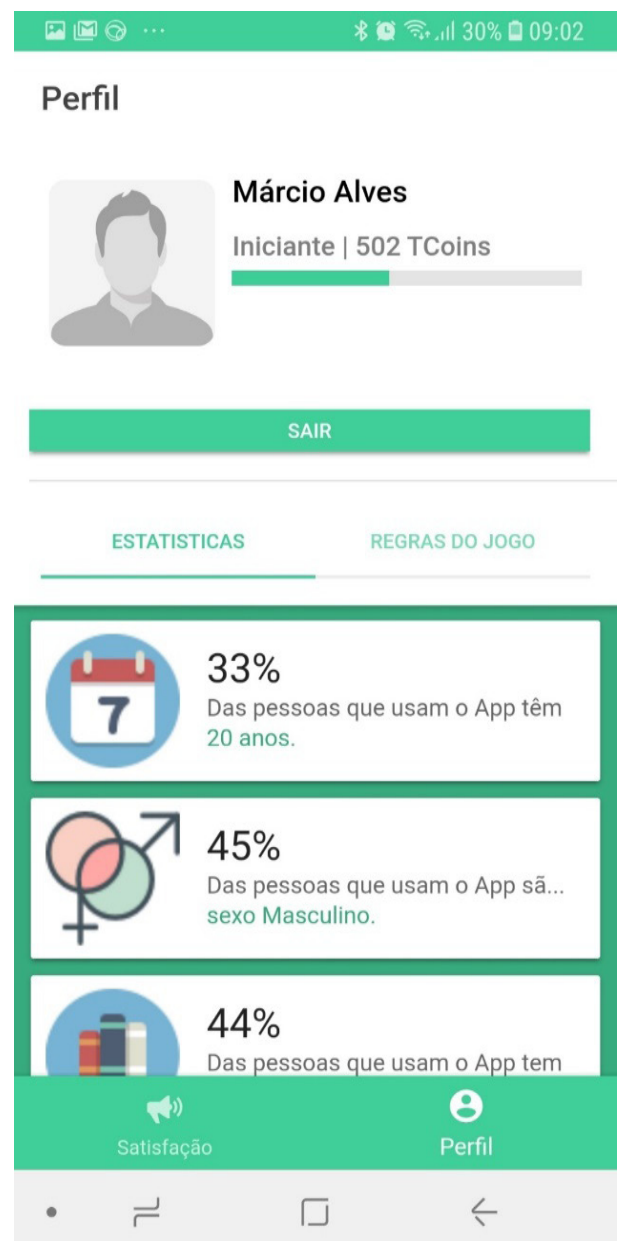 30% 09:02
Perfil
Márcio Alves
Iniciante | 502 TCoins
SAIR
ESTATISTICAS REGRAS DO JOGO
33%
7
Das pessoas que usam o App têm
20 anos.
45%
Das pessoas que usam o App sã...
sexo Masculino.
44%
Das pessoas que usam o App tem
Satisfação Perfil